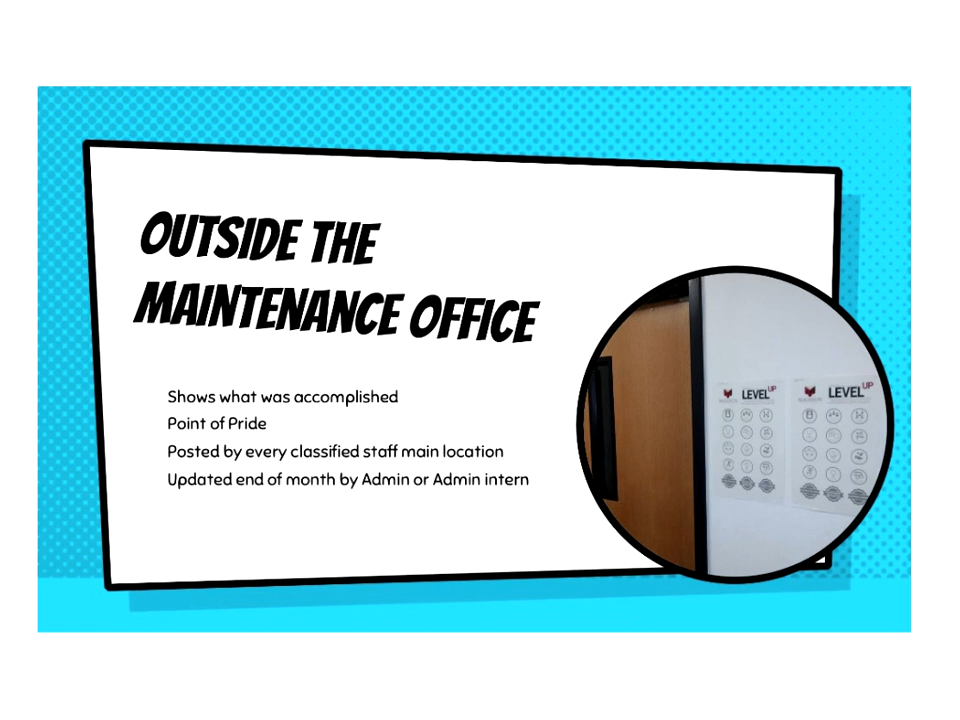 OUTSIDE THE
MAINTENANCE OFFICE
Shows what was accomplished
Point of Pride
Posted by every classified staff main location
Updated end of month by Admin or Admin intern
LEVEL UP
LEVEL UP